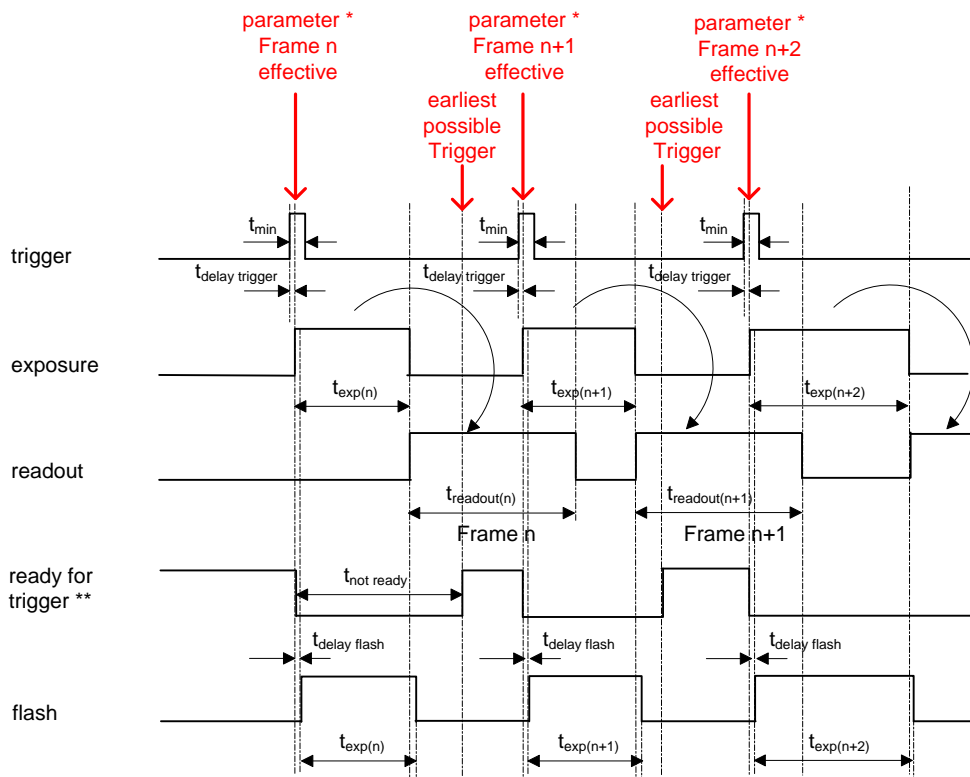 parameter *
Frame n
effective
parameter *
Frame n+1
effective
parameter *
Frame n+2
effective
earliest
possible
Trigger
earliest
possible
Trigger
trigger
tmin
tmin
tmin
tdelay trigger
tdelay trigger
tdelay trigger
exposure
texp(n)
texp(n+1)
texp(n+2)
readout
treadout(n)
treadout(n+1)
Frame n
Frame n+1
ready for
trigger **
tnot ready
tdelay flash
tdelay flash
tdelay flash
flash
texp(n)
texp(n+1)
texp(n+2)